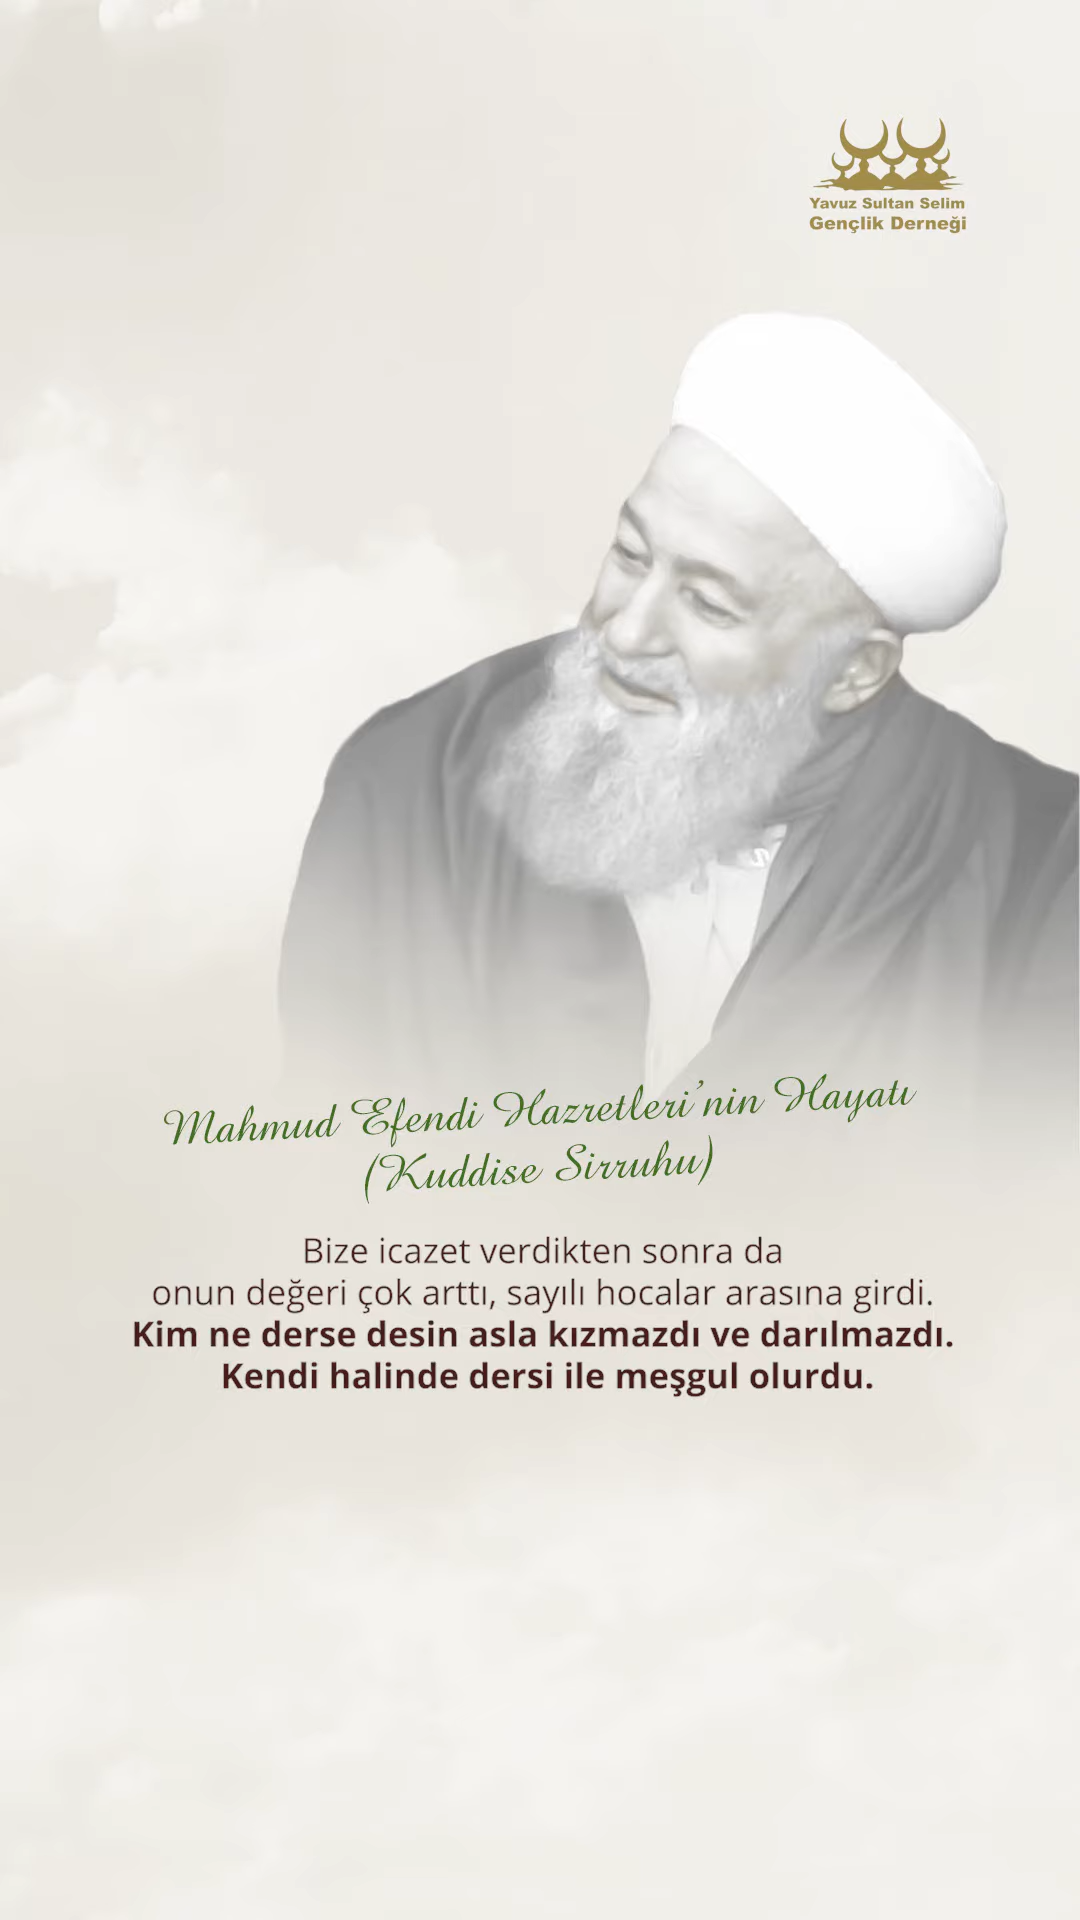 Yavuz Sultan Selim
Gençlik Derneği
Mahmud Efendi Hazretleri'nin Hayatı
(Kuddise Sirruhu)
Bize icazet verdikten sonra da
onun değeri çok arttı, sayılı hocalar arasına girdi.
Kim ne derse desin asla kızmazdı ve darılmazdı.
Kendi halinde dersi ile meşgul olurdu.